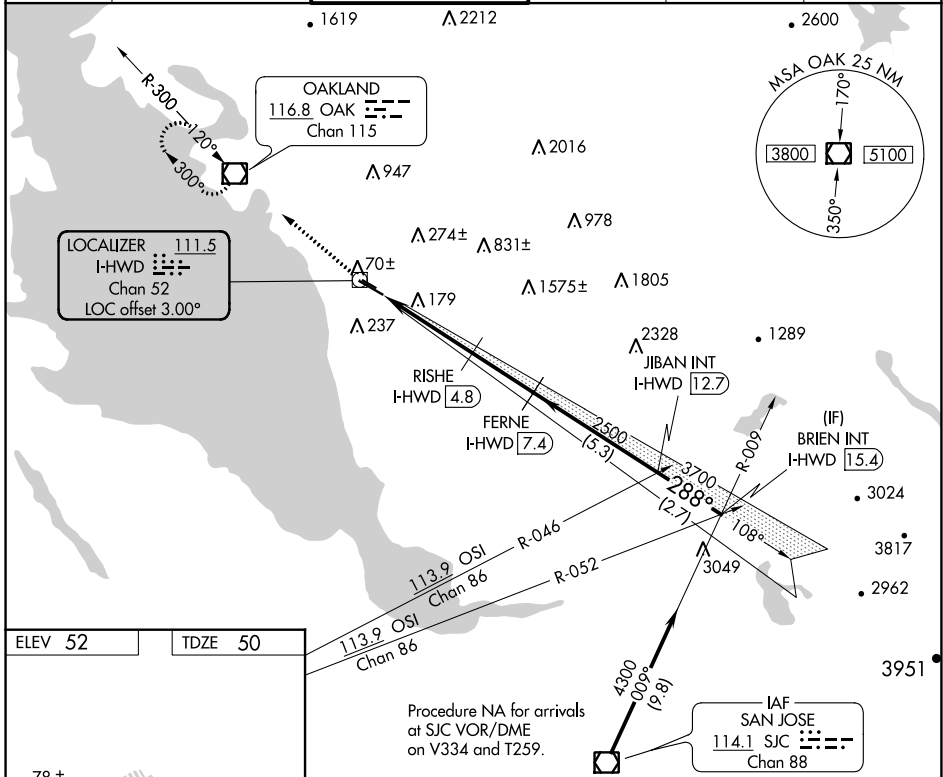 1619
2212
2600
MSA OAK 25 NM
170°
3800
5100
350°
R-300
120°
300°
OAKLAND
116.8 OAK
Chan 115
2016
947
978
274±
831±
LOCALIZER 111.5
I-HWD
Chan 52
LOC offset 3.00°
70±
179
1575±
1805
237
2328
1289
JIBAN INT
I-HWD 12.7
RISHE
I-HWD 4.8
FERNE
I-HWD 7.4
(IF)
BRIEN INT
I-HWD 15.4
R-009
2500
(5.3)
3700
288°
(2.7)
108°
3024
3817
3049
2962
3951
R-046
113.9 OSI
Chan 86
R-052
113.9 OSI
Chan 86
ELEV 52
TDZE 50
4300
009°
(9.8)
Procedure NA for arrivals
at SJC VOR/DME
on V334 and T259.
IAF
SAN JOSE
114.1 SJC
Chan 88
78 ±